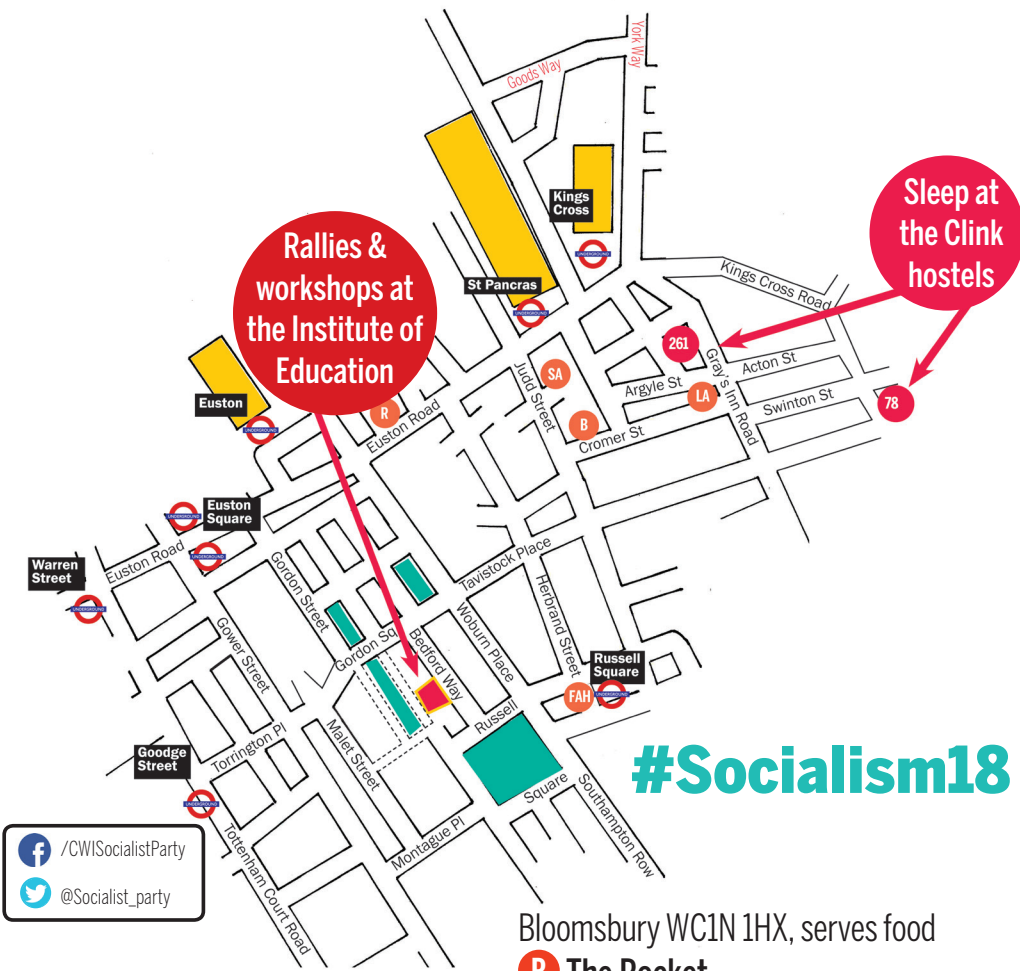 York Way
Goods Way
Kings
Cross
UNDERGROUND
Sleep at
the Clink
hostels
Rallies &
workshops at
the Institute of
Education
St Pancras
UNDERGROUND
Kings Cross Road
261
Gray's Inn Road
Acton St
Argyle St
LA
Swinton St
78
SA
Judd Street
B
Cromer St
Euston
UNDERGROUND
R
Euston Road
Euston
Square
UNDERGROUND
UNDERGROUND
Euston Road
Warren
Street
UNDERGROUND
Gordon Street
Tavistock Place
Herbrand Street
Woburn Place
Gower Street
Gordon Sq
Bedford Way
Russell
Square
UNDERGROUND
FAH
Russell
Square
Malet Street
Torrington Pl
Goodge
Street
UNDERGROUND
Southampton Row
Montague Pl
Tottenham Court Road
#Socialism18
/CWISocialistParty
@Socialist_party
Bloomsbury WC1N 1HX, serves food
R The Rocket